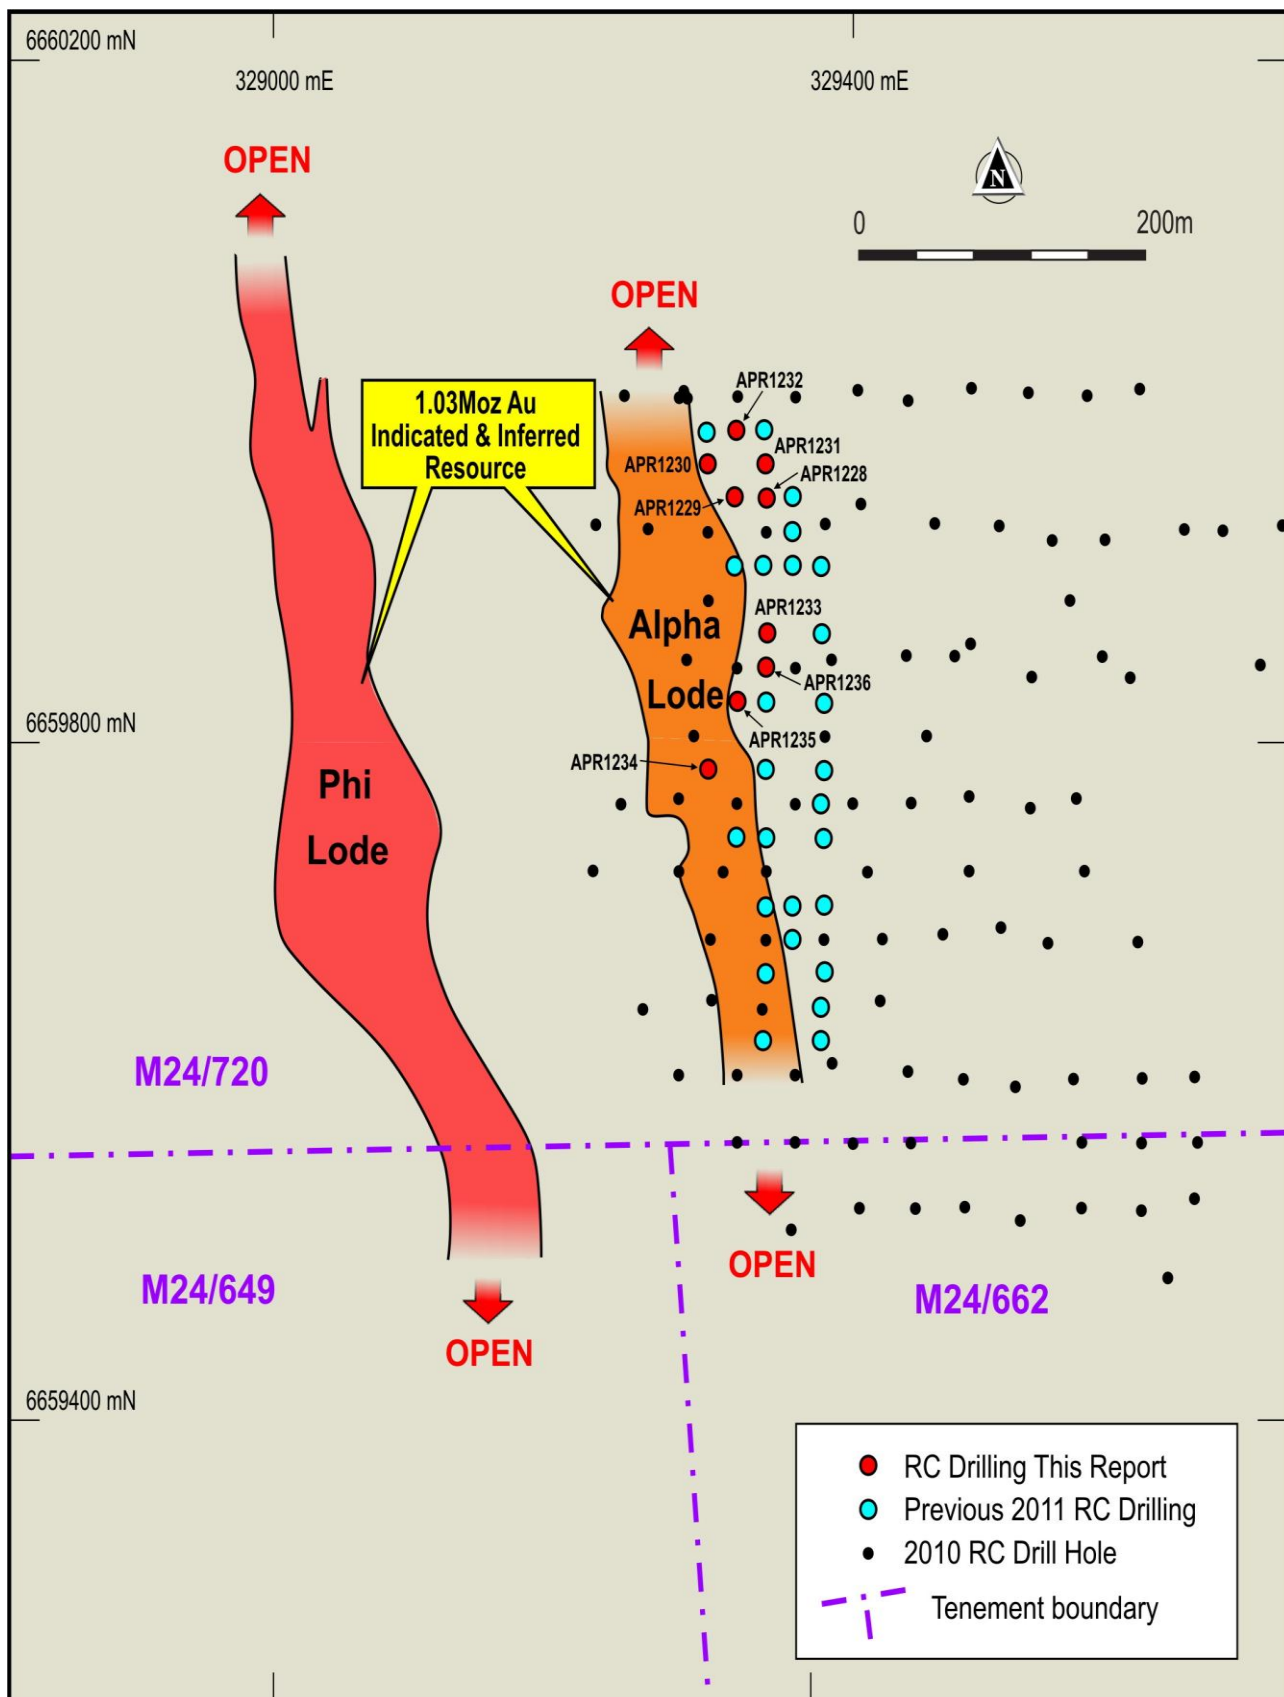 6660200 mN
329000 mE
329400 mE
OPEN
N
0
200m
OPEN
APR1232
1.03Moz Au
Indicated & Inferred
Resource
APR1231
APR1230
APR1228
APR1229
APR1233
Alpha
Lode
APR1236
6659800 mN
APR1235
APR1234
Phi
Lode
M24/720
OPEN
M24/649
M24/662
OPEN
6659400 mN
RC Drilling This Report
Previous 2011 RC Drilling
2010 RC Drill Hole
Tenement boundary